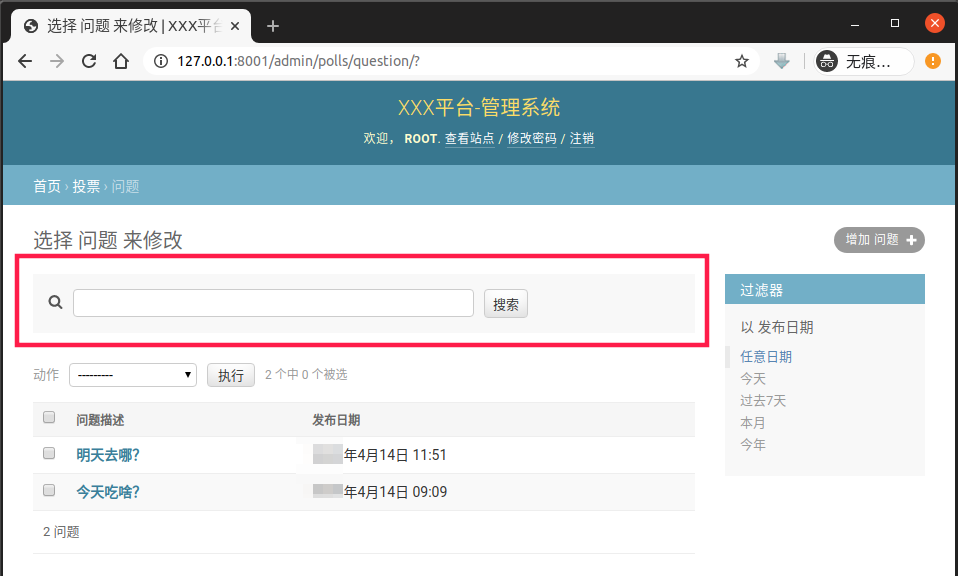 选择 问题 来修改 | XXX平台
127.0.0.1:8001/admin/polls/question/?
无痕...
XXX平台-管理系统
欢迎， ROOT. 查看站点 / 修改密码 / 注销
首页 › 投票 › 问题
选择 问题 来修改
增加 问题 +
搜索
过滤器
以 发布日期
任意日期
今天
过去7天
本月
今年
动作 --------- 执行 2 个中 0 个被选
问题描述 发布日期
明天去哪? 年4月14日 11:51
今天吃啥? 年4月14日 09:09
2 问题